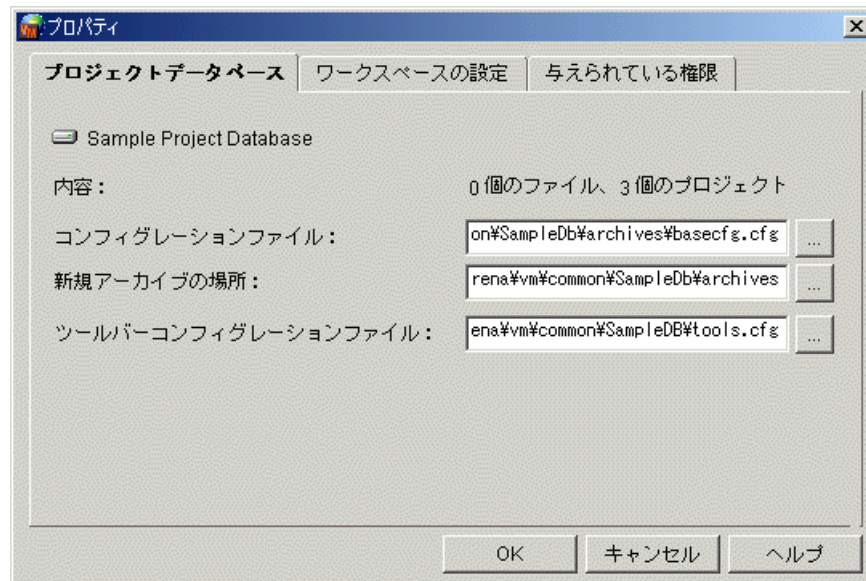 プロパティ
プロジェクトデータベース ワークスペースの設定 与えられている権限
Sample Project Database
内容： 0個のファイル、3個のプロジェクト
コンフィグレーションファイル： on¥SampleDb¥archives¥basecfg.cfg ...
新規アーカイブの場所： rena¥vm¥common¥SampleDb¥archives ...
ツールバーコンフィグレーションファイル： ena¥vm¥common¥SampleDB¥tools.cfg ...
OK キャンセル ヘルプ